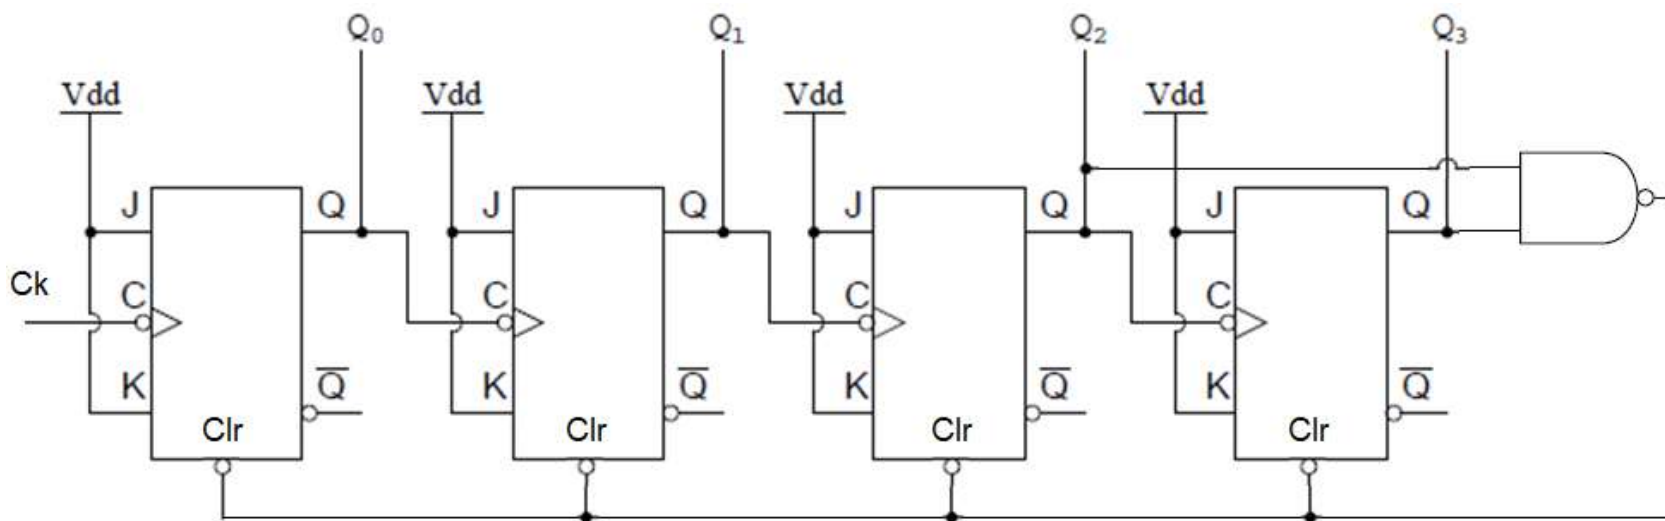 Q₀ Q₁ Q₂ Q₃
Vdd Vdd Vdd Vdd
J Q J Q J Q J Q
Ck C C C C
K Q̅ K Q̅ K Q̅ K Q̅
Clr Clr Clr Clr